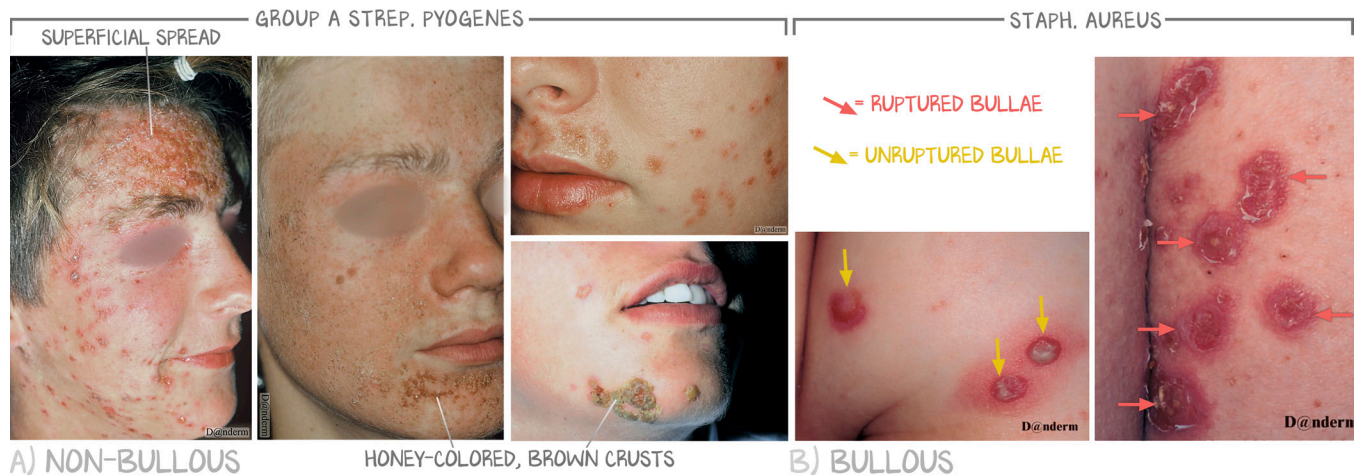 GROUP A STREP. PYOGENES
STAPH. AUREUS
SUPERFICIAL SPREAD
= RUPTURED BULLAE
= UNRUPTURED BULLAE
D@nderm
D@nderm
D@nderm
D@nderm
D@nderm
D@nderm
A) NON-BULLOUS
HONEY-COLORED, BROWN CRUSTS
B) BULLOUS